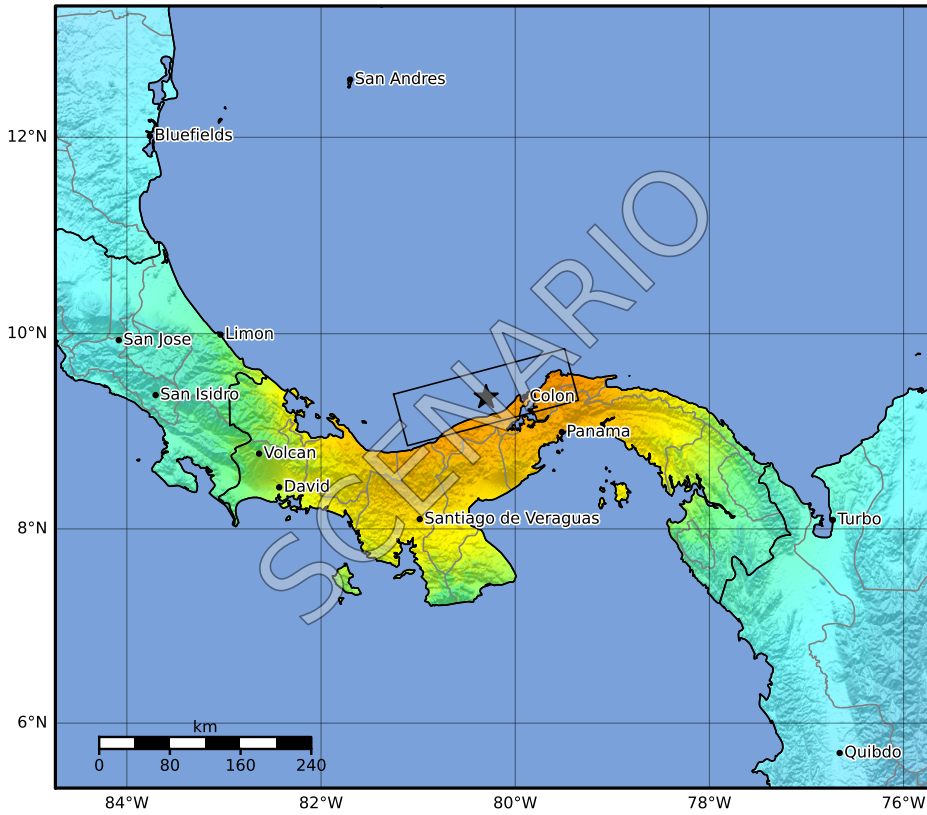 San Andres
12°N
Bluefields
SCENARIO
10°N
San Jose
Limon
San Isidro
Colon
Panama
Volcan
David
8°N
Santiago de Veraguas
Turbo
6°N
km
0 80 160 240
Quibdo
84°W 82°W 80°W 78°W 76°W